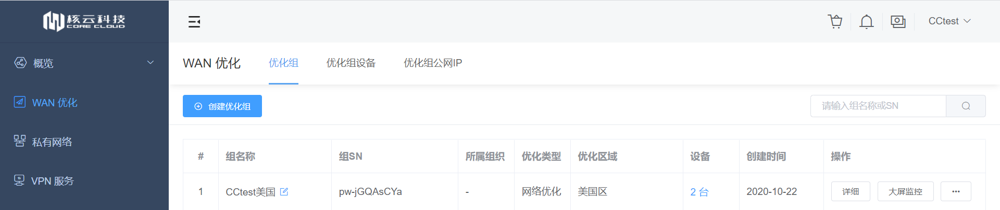 核云科技
CORE CLOUD
CCtest
概览
WAN 优化
私有网络
VPN 服务
WAN 优化 优化组 优化组设备 优化组公网IP
创建优化组 请输入组名称或SN
# 组名称 组SN 所属组织 优化类型 优化区域 设备 创建时间 操作
1 CCtest美国 pw-jGQAsCYa - 网络优化 美国区 2 台 2020-10-22 详细 大屏监控 ···